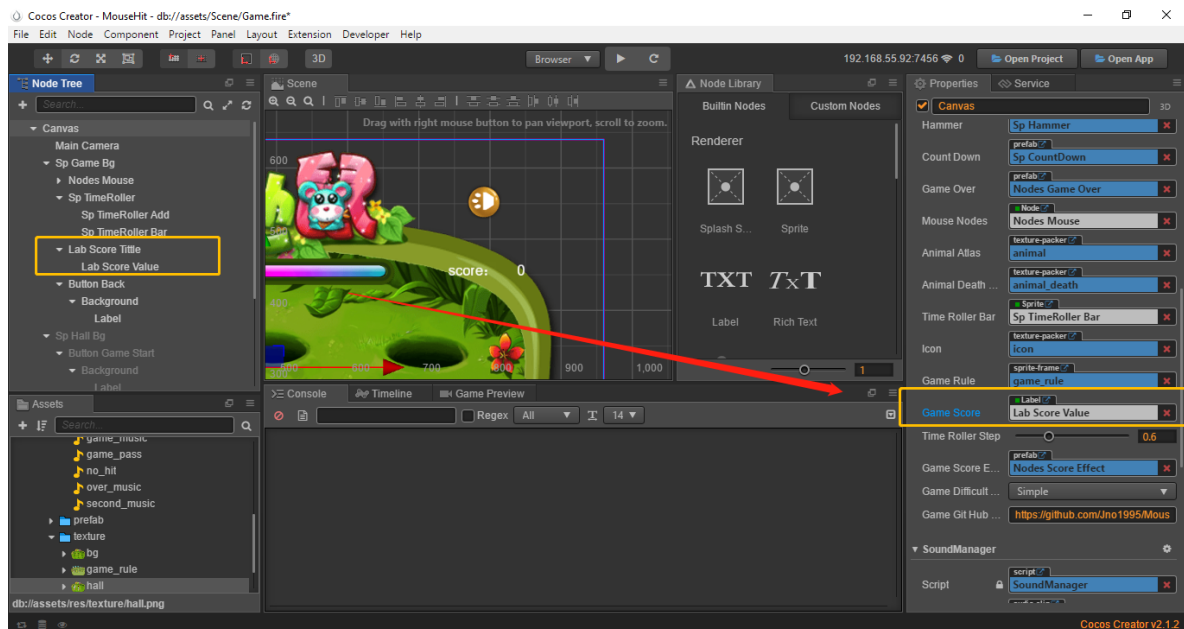 Cocos Creator - MouseHit - db://assets/Scene/Game.fire*
File Edit Node Component Project Panel Layout Extension Developer Help
3D
Browser
192.168.55.92:7456 0
Open Project
Open App
Node Tree
Search...
Canvas
Main Camera
Sp Game Bg
Nodes Mouse
Sp TimeRoller
Sp TimeRoller Add
Sp TimeRoller Bar
Lab Score Tittle
Lab Score Value
Button Back
Background
Label
Sp Hall Bg
Button Game Start
Background
Label
Assets
Search...
game_music
game_pass
no_hit
over_music
second_music
prefab
texture
bg
game_rule
hall
db://assets/res/texture/hall.png
Scene
Drag with right mouse button to pan viewport, scroll to zoom.
600
500
score: 0
400
300
600 700 800 900 1,000
Console Timeline Game Preview
Regex All 14
Node Library
Builtin Nodes Custom Nodes
Renderer
Splash S... Sprite
TXT TxT
Label Rich Text
1
Properties Service
Canvas 3D
Hammer Sp Hammer
prefab
Count Down Sp CountDown
prefab
Game Over Nodes Game Over
Node
Mouse Nodes Nodes Mouse
texture-packer
Animal Atlas animal
texture-packer
Animal Death ... animal_death
Sprite
Time Roller Bar Sp TimeRoller Bar
texture-packer
Icon icon
sprite-frame
Game Rule game_rule
Label
Game Score Lab Score Value
Time Roller Step 0.6
prefab
Game Score E... Nodes Score Effect
Game Difficult ... Simple
Game Git Hub ... https://github.com/Jno1995/Mous
SoundManager
script
Script SoundManager
Cocos Creator v2.1.2